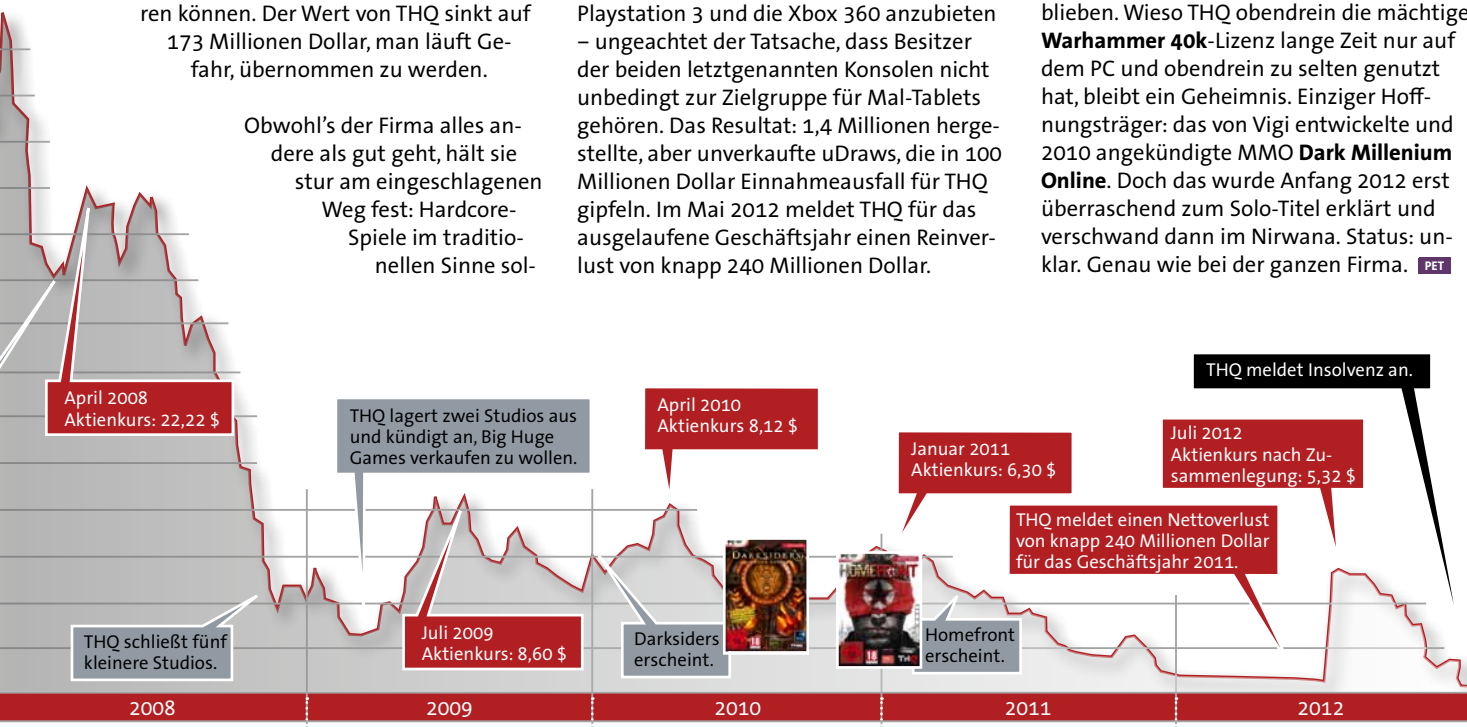 ren können. Der Wert von THQ sinkt auf
173 Millionen Dollar, man läuft Ge-
fahr, übernommen zu werden.
Obwohl’s der Firma alles an-
dere als gut geht, hält sie
stur am eingeschlagenen
Weg fest: Hardcore-
Spiele im traditio-
nellen Sinne sol-
Playstation 3 und die Xbox 360 anzubieten
– ungeachtet der Tatsache, dass Besitzer
der beiden letztgenannten Konsolen nicht
unbedingt zur Zielgruppe für Mal-Tablets
gehören. Das Resultat: 1,4 Millionen herge-
stellte, aber unverkaufte uDraws, die in 100
Millionen Dollar Einnahmeausfall für THQ
gipfeln. Im Mai 2012 meldet THQ für das
ausgelaufene Geschäftsjahr einen Reinver-
lust von knapp 240 Millionen Dollar.
blieben. Wieso THQ obendrein die mächtige
Warhammer 40k-Lizenz lange Zeit nur auf
dem PC und obendrein zu selten genutzt
hat, bleibt ein Geheimnis. Einziger Hoff-
nungsträger: das von Vigi entwickelte und
2010 angekündigte MMO Dark Millenium
Online. Doch das wurde Anfang 2012 erst
überraschend zum Solo-Titel erklärt und
verschwand dann im Nirwana. Status: un-
klar. Genau wie bei der ganzen Firma. PET
April 2008
Aktienkurs: 22,22 $
THQ schließt fünf
kleinere Studios.
THQ lagert zwei Studios aus
und kündigt an, Big Huge
Games verkaufen zu wollen.
Juli 2009
Aktienkurs: 8,60 $
Darksiders
erscheint.
April 2010
Aktienkurs 8,12 $
DARKSIDERS
18
HOMEFRONT
18
THQ
Januar 2011
Aktienkurs: 6,30 $
Homefront
erscheint.
THQ meldet einen Nettoverlust
von knapp 240 Millionen Dollar
für das Geschäftsjahr 2011.
Juli 2012
Aktienkurs nach Zu-
sammenlegung: 5,32 $
THQ meldet Insolvenz an.
2008
2009
2010
2011
2012